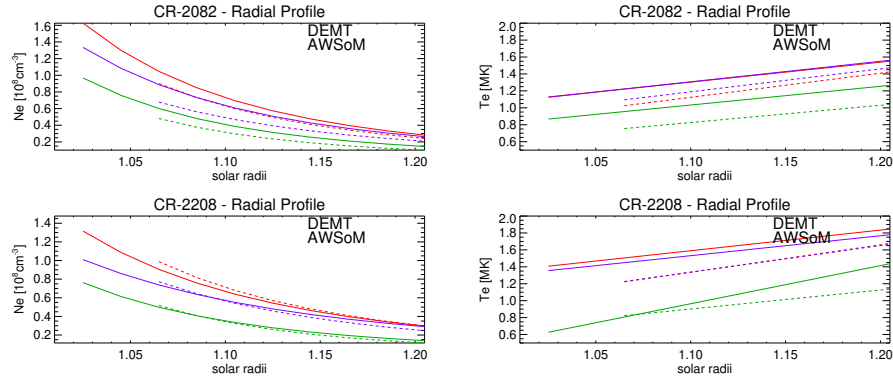 CR-2082 - Radial Profile
DEMT
AWSoM
Ne [10⁸cm⁻³]
1.6
1.4
1.2
1.0
0.8
0.6
0.4
0.2
1.05
1.10
1.15
1.20
solar radii
CR-2082 - Radial Profile
DEMT
AWSoM
Te [MK]
2.0
1.8
1.6
1.4
1.2
1.0
0.8
0.6
1.05
1.10
1.15
1.20
solar radii
CR-2208 - Radial Profile
DEMT
AWSoM
Ne [10⁸cm⁻³]
1.4
1.2
1.0
0.8
0.6
0.4
0.2
1.05
1.10
1.15
1.20
solar radii
CR-2208 - Radial Profile
DEMT
AWSoM
Te [MK]
2.0
1.8
1.6
1.4
1.2
1.0
0.8
0.6
1.05
1.10
1.15
1.20
solar radii